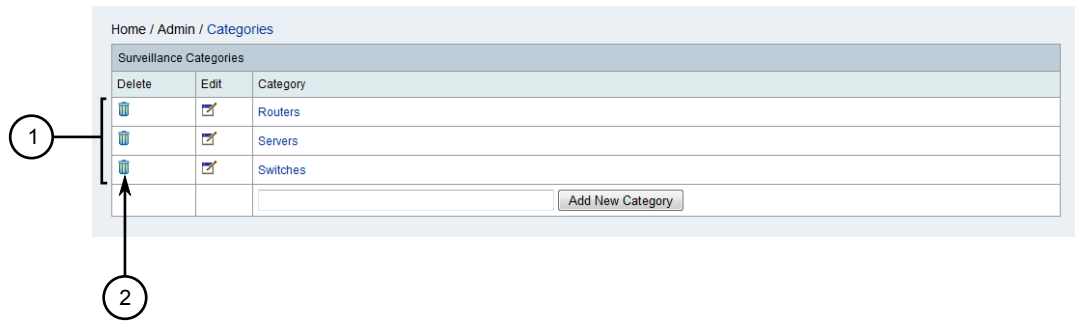 Home / Admin / Categories
Surveillance Categories
Delete Edit Category
Routers
1
Servers
Switches
Add New Category
2